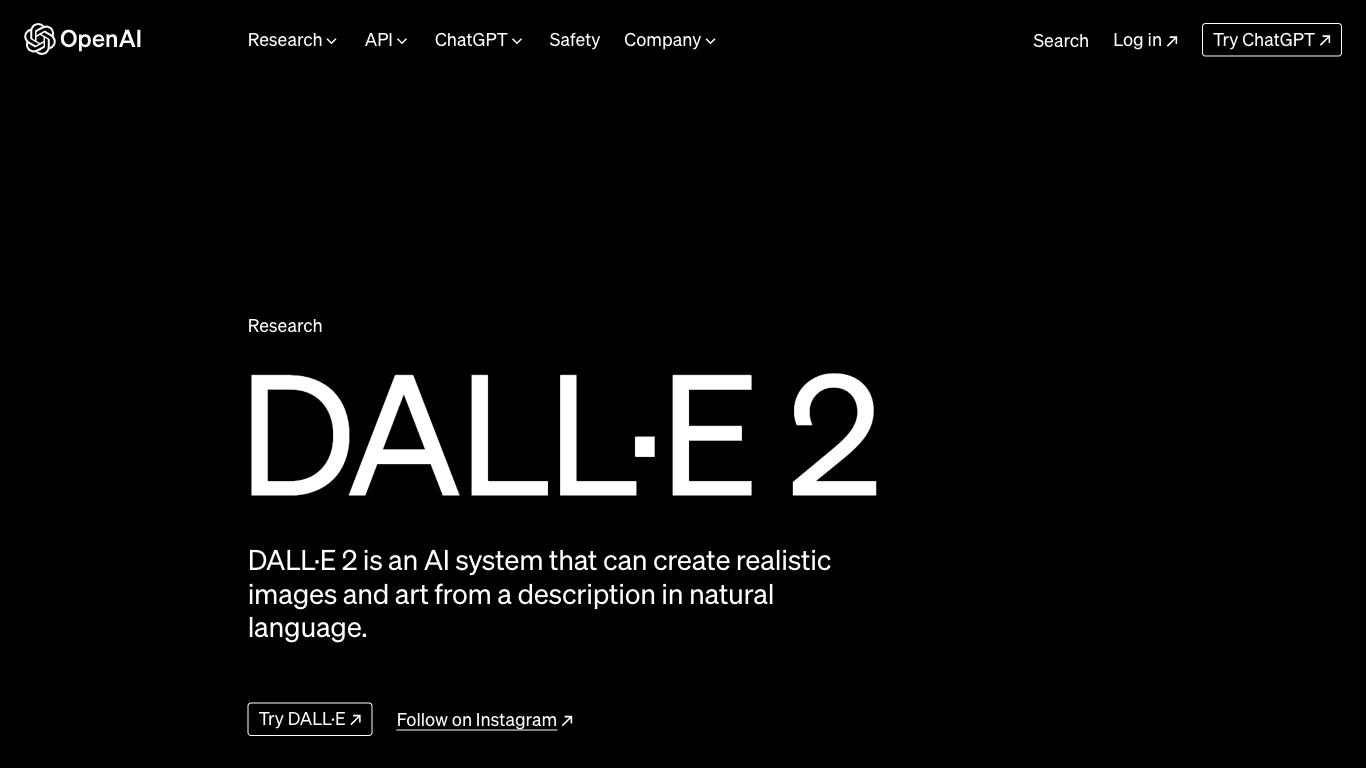 OpenAI Research API ChatGPT Safety Company Search Log in Try ChatGPT
Research
DALL·E 2
DALL·E 2 is an AI system that can create realistic
images and art from a description in natural
language.
Try DALL·E Follow on Instagram